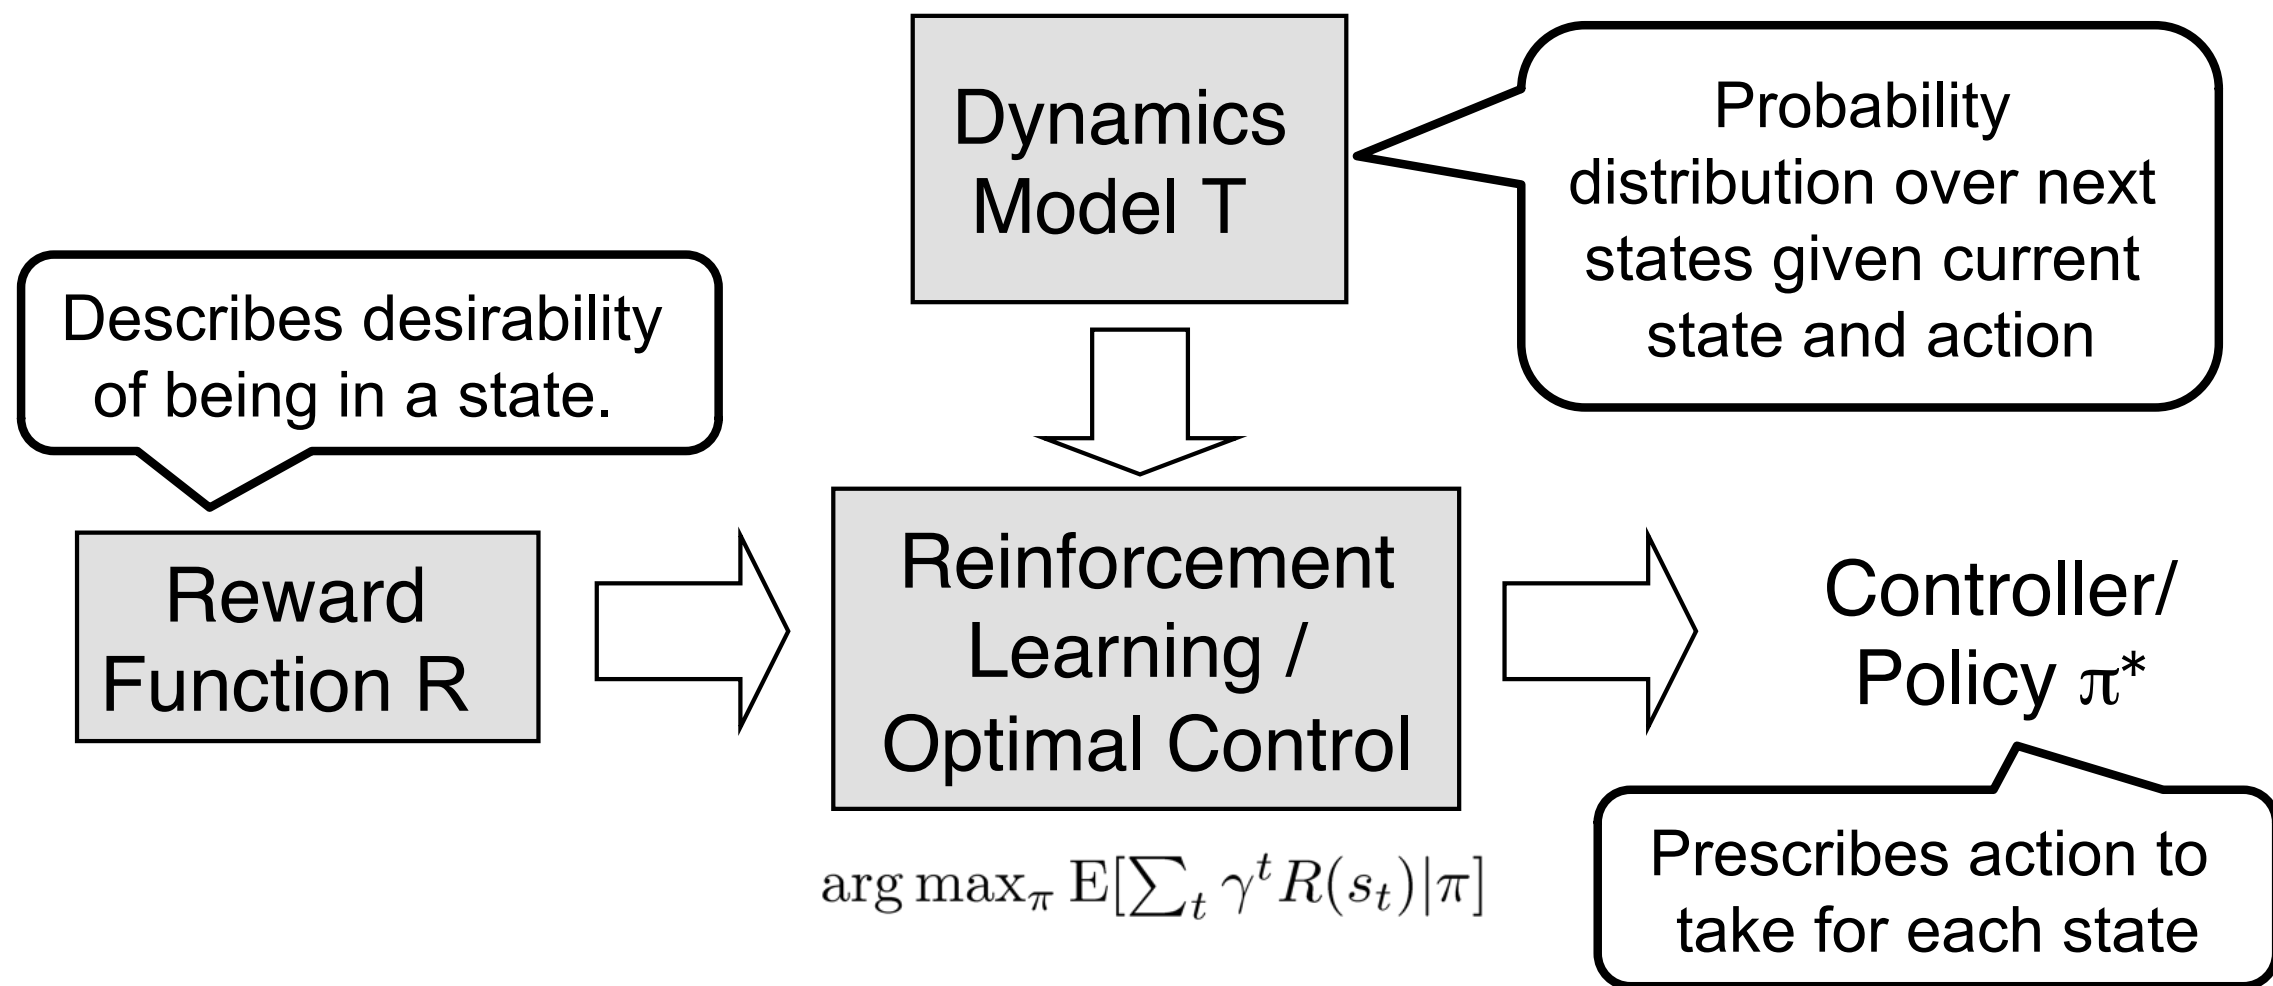 Dynamics
Model T
Probability
distribution over next
states given current
state and action
Describes desirability
of being in a state.
Reward
Function R
Reinforcement
Learning /
Optimal Control
Controller/
Policy π*
arg max_π E[∑_t γ^t R(s_t)|π]
Prescribes action to
take for each state